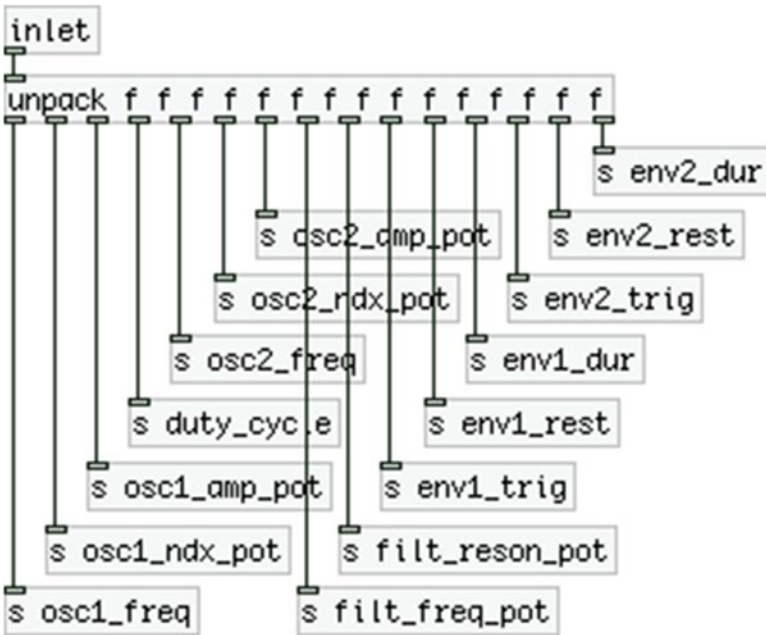 inlet
unpack f f f f f f f f f f f f f f f
s env2_dur
s osc2_amp_pot
s env2_rest
s osc2_ndx_pot
s env2_trig
s osc2_freq
s env1_dur
s duty_cycle
s env1_rest
s osc1_amp_pot
s env1_trig
s osc1_ndx_pot
s filt_reson_pot
s osc1_freq
s filt_freq_pot